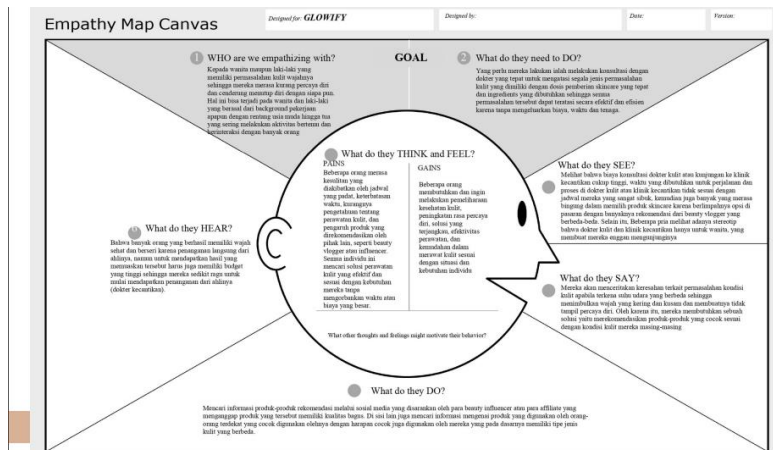 Empathy Map Canvas
Designed for: GLOWIFY
Designed by:
Date:
Version:
1 WHO are we empathizing with?
Kepada wanita maupun laki-laki yang
memiliki permasalahan kulit wajahnya
sehingga mereka merasa kurang percaya diri
dan cenderung menutup diri dengan siapa pun.
Hal ini bisa terjadi pada wanita dan laki-laki
yang berasal dari background pekerjaan
apapun dengan rentang usia muda hingga tua
yang sering melakukan aktivitas bertemu dan
berinteraksi dengan banyak orang
GOAL
2 What do they need to DO?
Yang perlu mereka lakukan ialah melakukan konsultasi dengan
dokter yang tepat untuk mengatasi segala jenis permasalahan
kulit yang dimiliki dengan dosis pemberian skincare yang tepat
dan ingredients yang dibutuhkan sehingga semua
permasalahan tersebut dapat teratasi secara efektif dan efisien
karena tanpa mengeluarkan biaya, waktu dan tenaga.
What do they THINK and FEEL?
PAINS
Beberapa orang merasa
kesulitan yang
diakibatkan oleh jadwal
yang padat, keterbatasan
waktu, kurangnya
pengetahuan tentang
perawatan kulit, dan
pengaruh produk yang
direkomendasikan oleh
pihak lain, seperti beauty
vlogger atau influencer.
Semua individu ini
mencari solusi perawatan
kulit yang efektif dan
sesuai dengan kebutuhan
mereka tanpa
mengorbankan waktu atau
biaya yang besar.
GAINS
Beberapa orang
membutuhkan dan ingin
melakukan pemeliharaan
kesehatan kulit,
peningkatan rasa percaya
diri, solusi yang
terjangkau, efektivitas
perawatan, dan
kemudahan dalam
merawat kulit sesuai
dengan situasi dan
kebutuhan individu
What other thoughts and feelings might motivate their behavior?
What do they SEE?
Melihat bahwa biaya konsultasi dokter kulit atau kunjungan ke klinik
kecantikan cukup tinggi, waktu yang dibutuhkan untuk perjalanan dan
proses di dokter kulit atau klinik kecantikan tidak sesuai dengan
jadwal mereka yang sangat sibuk, kemudian juga banyak yang merasa
bingung dalam memilih produk skincare karena berlimpahnya opsi di
pasaran dengan banyaknya rekomendasi dari beauty vlogger yang
berbeda-beda. Selain itu, Beberapa pria melihat adanya stereotip
bahwa dokter kulit dan klinik kecantikan hanya untuk wanita, yang
membuat mereka enggan mengunjunginya
What do they SAY?
Mereka akan menceritakan keresahan terkait permasalahan kondisi
kulit apabila terkena suhu udara yang berbeda sehingga
menimbulkan wajah yang kering dan kusam dan membuatnya tidak
tampil percaya diri. Oleh karena itu, mereka membutuhkan sebuah
solusi yaitu merekomendasikan produk-produk yang cocok sesuai
dengan kondisi kulit mereka masing-masing
What do they DO?
Mencari informasi produk-produk rekomendasi melalui sosial media yang disarankan oleh para beauty influencer atau para affiliate yang
menganggap produk yang tersebut memiliki kualitas bagus. Di sisi lain juga mencari informasi mengenai produk yang digunakan oleh orang-
orang terdekat yang cocok digunakan olehnya dengan harapan cocok juga digunakan oleh mereka yang pada dasarnya memiliki tipe jenis
kulit yang berbeda.
6 What do they HEAR?
Bahwa banyak orang yang berhasil memiliki wajah
sehat dan berseri karena penanganan langsung dari
ahlinya, namun untuk mendapatkan hasil yang
memuaskan tersebut harus juga memiliki budget
yang tinggi sehingga mereka sedikit ragu untuk
mulai mendapatkan penanganan dari ahlinya
(dokter kecantikan).